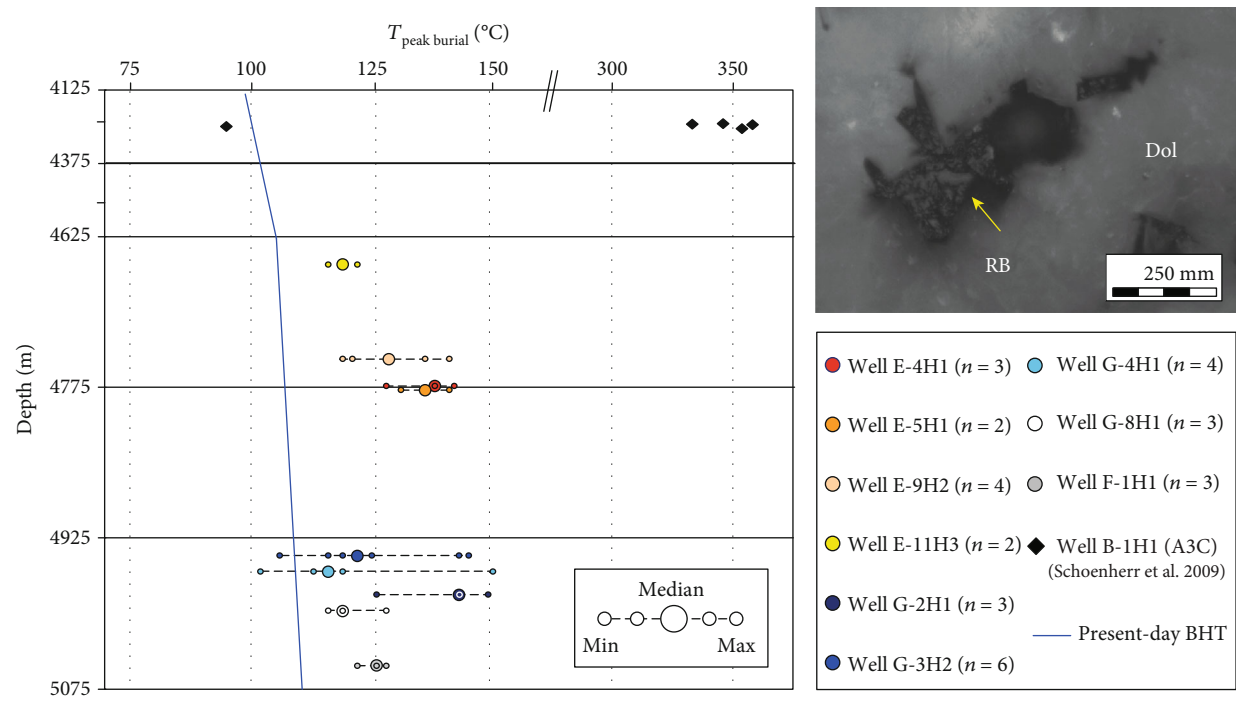 T peak burial (°C)
75 100 125 150 300 350
4125
4375
4625
4775
4925
5075
Depth (m)
Median
Min Max
Dol
RB
250 mm
Well E-4H1 (n = 3)
Well E-5H1 (n = 2)
Well E-9H2 (n = 4)
Well E-11H3 (n = 2)
Well G-2H1 (n = 3)
Well G-3H2 (n = 6)
Well G-4H1 (n = 4)
Well G-8H1 (n = 3)
Well F-1H1 (n = 3)
Well B-1H1 (A3C)
(Schoenherr et al. 2009)
Present-day BHT